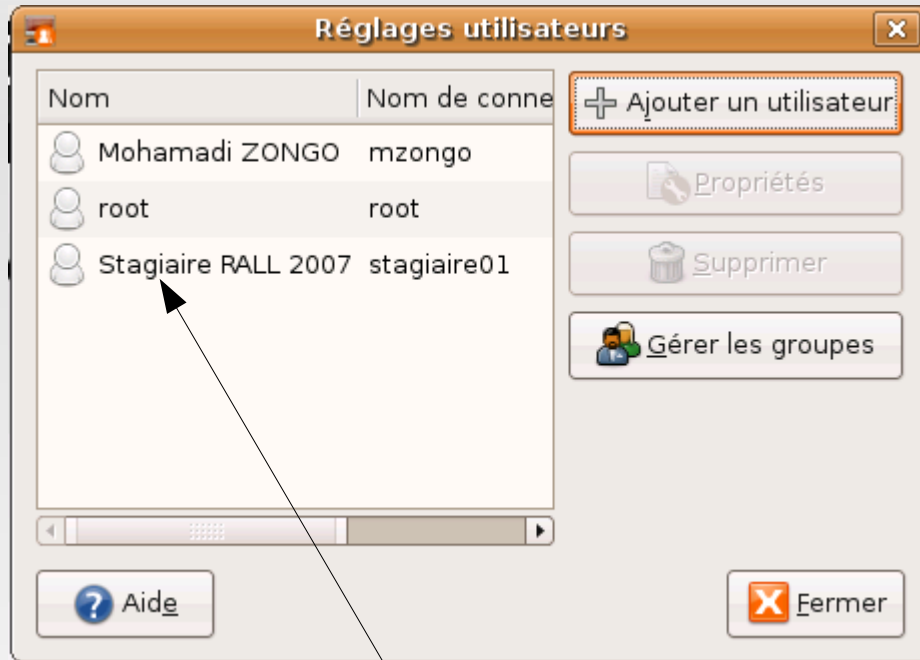 Réglages utilisateurs
Nom Nom de conne
Mohamadi ZONGO mzongo
root root
Stagiaire RALL 2007 stagiaire01
Ajouter un utilisateur
Propriétés
Supprimer
Gérer les groupes
Aide
Fermer